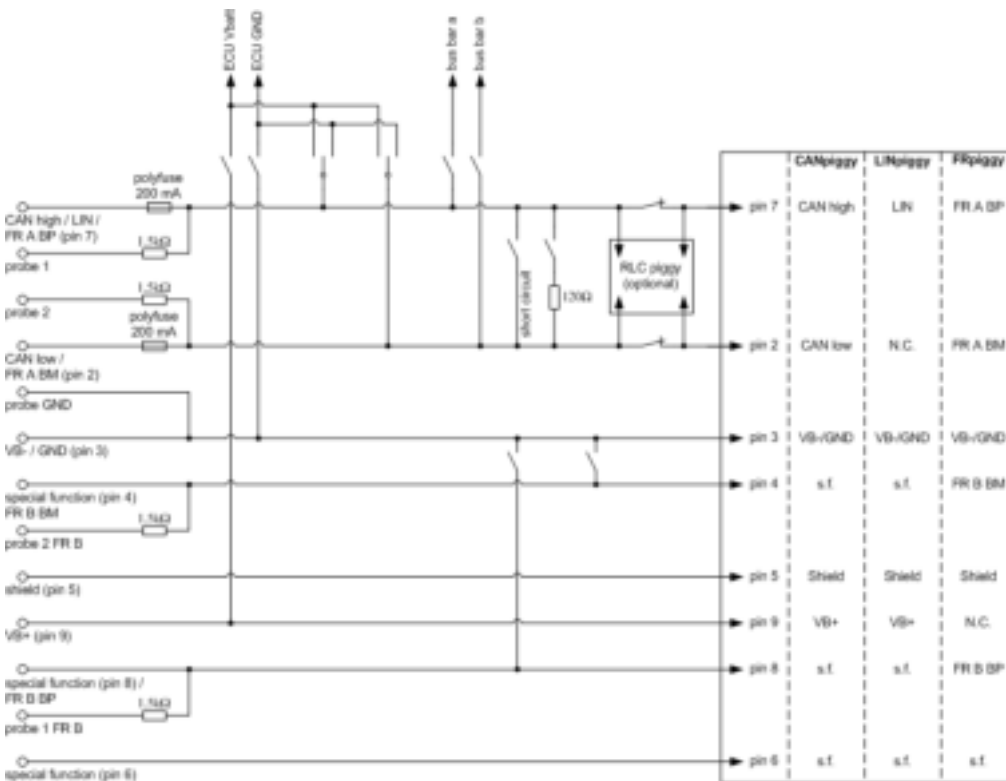 ECU Vbatt
ECU GND
bus bar a
bus bar b
CANpiggy LINpiggy FRpiggy
polyfuse
200 mA
CAN high / LIN /
FR A BP (pin 7)
1,5kΩ
probe 1
1,5kΩ
probe 2
polyfuse
200 mA
CAN low /
FR A BM (pin 2)
probe GND
VB- / GND (pin 3)
special function (pin 4)
FR B BM
1,5kΩ
probe 2 FR B
shield (pin 5)
VB+ (pin 9)
special function (pin 8) /
FR B BP
1,5kΩ
probe 1 FR B
special function (pin 6)
short circuit
120Ω
RLC piggy
(optional)
pin 7 CAN high LIN FR A BP
pin 2 CAN low N.C. FR A BM
pin 3 VB-/GND VB-/GND VB-/GND
pin 4 s.f. s.f. FR B BM
pin 5 Shield Shield Shield
pin 9 VB+ VB+ N.C.
pin 8 s.f. s.f. FR B BP
pin 6 s.f. s.f. s.f.